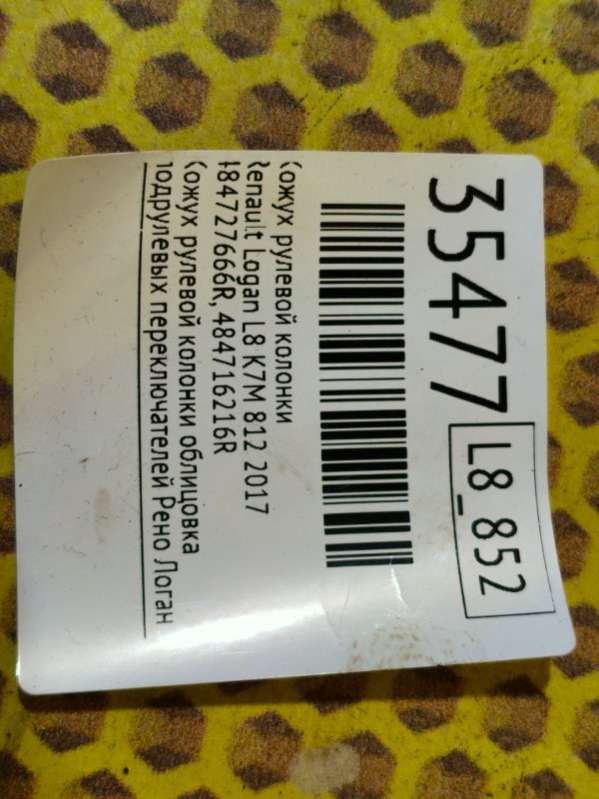 35477 L8_852
Кожух рулевой колонки
Renault Logan L8 K7M 812 2017
484727666R, 484716216R
Кожух рулевой колонки облицовка
подрулевых переключателей Рено Логан